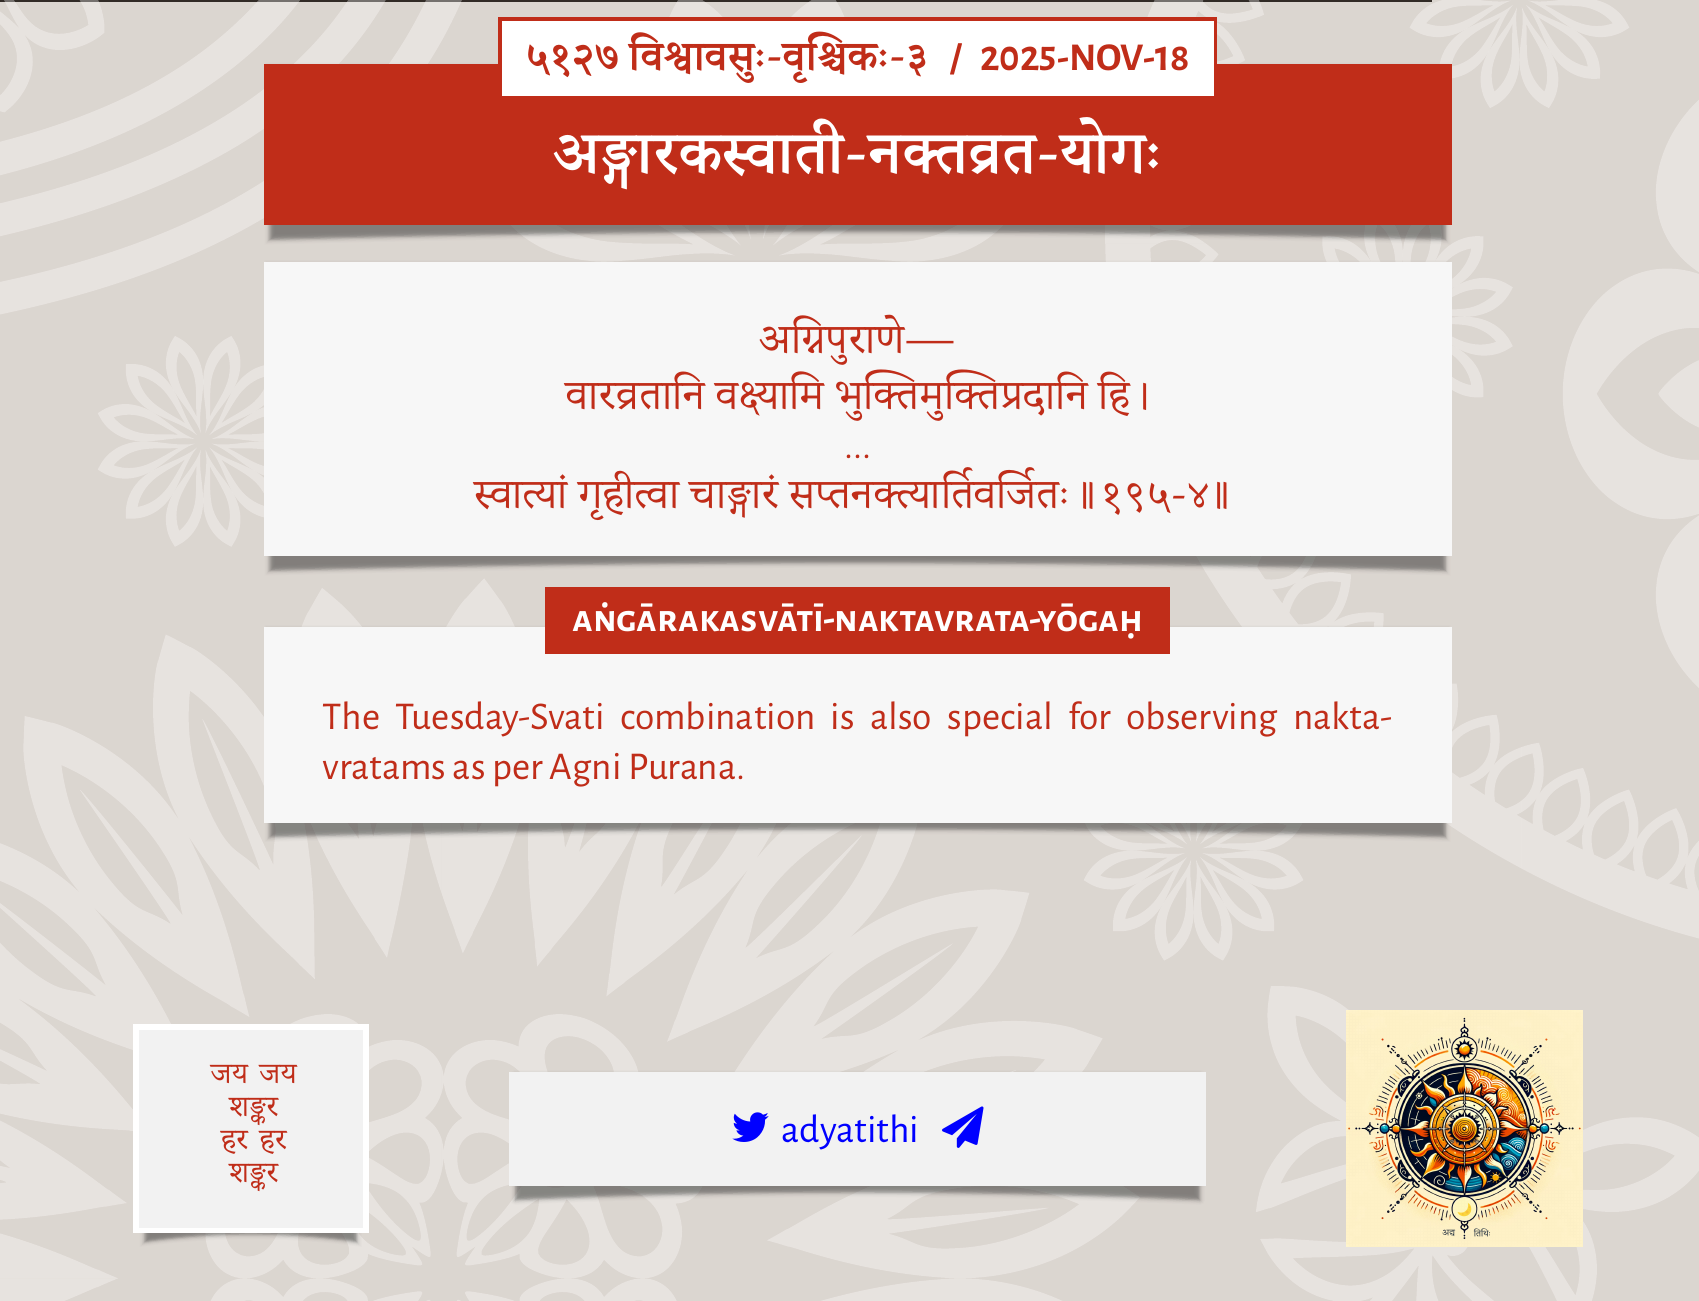 ५१२७ विश्वावसुः-वृश्चिकः-३ / 2025-NOV-18
अङ्गारकस्वाती-नक्तव्रत-योगः
अग्निपुराणे—
वारव्रतानि वक्ष्यामि भुक्तिमुक्तिप्रदानि हि।
…
स्वात्यां गृहीत्वा चाङ्गारं सप्तनक्त्यार्तिवर्जितः॥१९५-४॥
AṄGĀRAKASVĀTĪ-NAKTAVRATA-YŌGAḤ
The Tuesday-Svati combination is also special for observing nakta-
vratams as per Agni Purana.
जय जय
शङ्कर
हर हर
शङ्कर
adyatithi
अद्य तिथिः